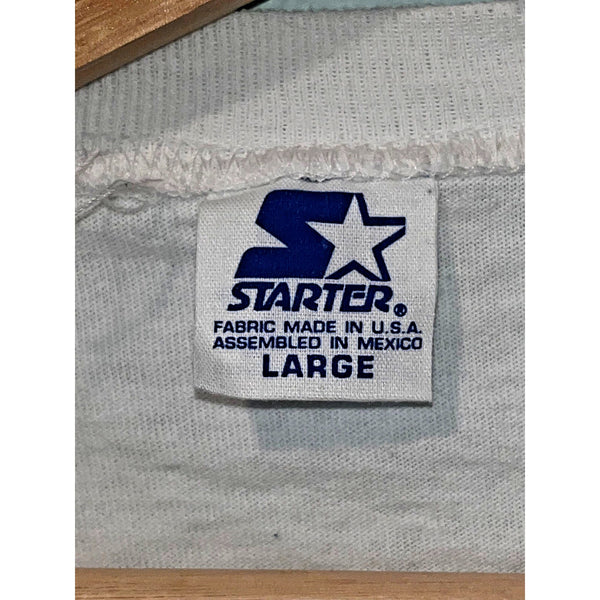 STARTER®
FABRIC MADE IN U.S.A.
ASSEMBLED IN MEXICO
LARGE